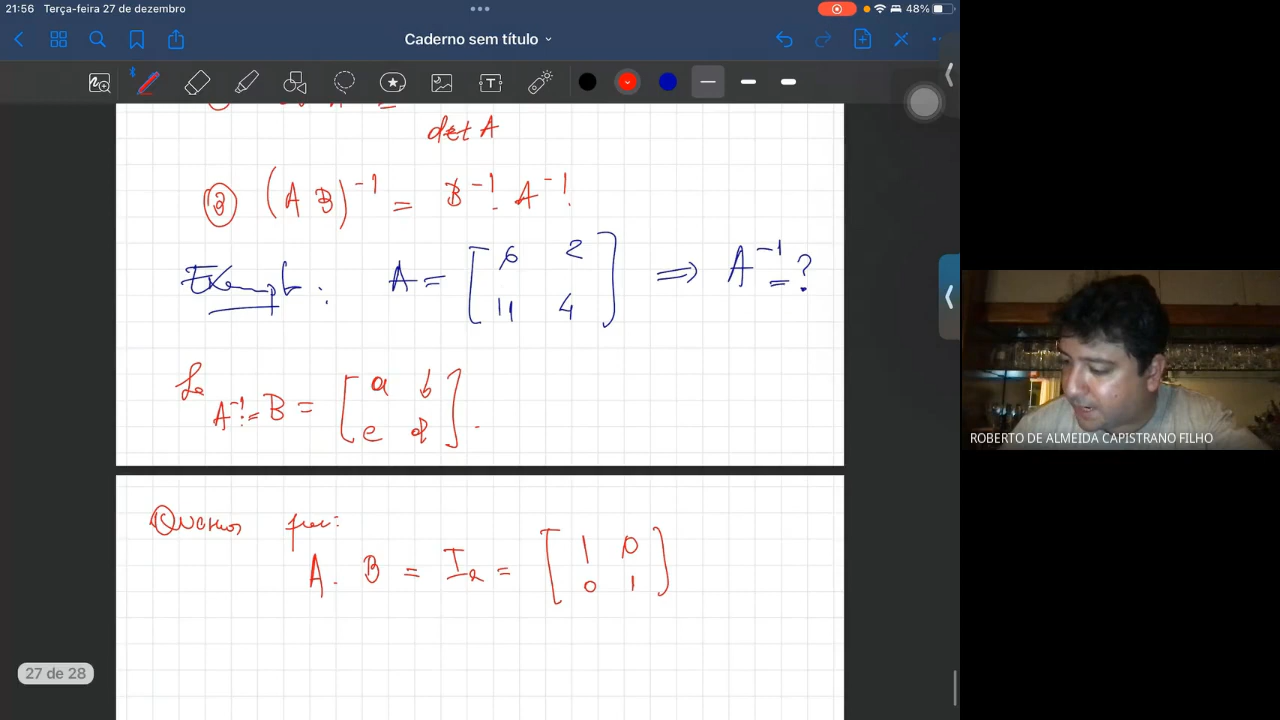 21:56 Terça-feira 27 de dezembro 48%
Caderno sem título
det A
② (A B)⁻¹ = B⁻¹. A⁻¹.
Exemplo: A = [6 2
11 4] ⇒ A⁻¹ = ?
A⁻¹ = B = [a b
c d].
Queremos que:
A. B = I₂ = [1 0
0 1]
27 de 28
ROBERTO DE ALMEIDA CAPISTRANO FILHO